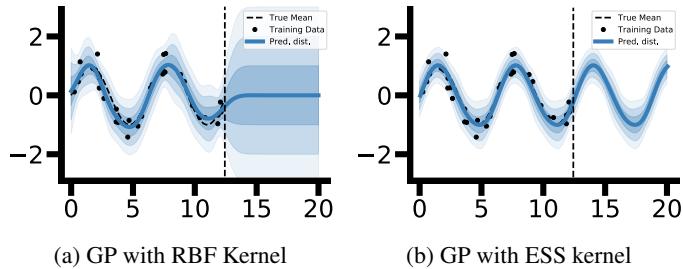 True Mean
Training Data
Pred. dist.
2
0
−2
0 5 10 15 20
(a) GP with RBF Kernel
True Mean
Training Data
Pred. dist.
2
0
−2
0 5 10 15 20
(b) GP with ESS kernel